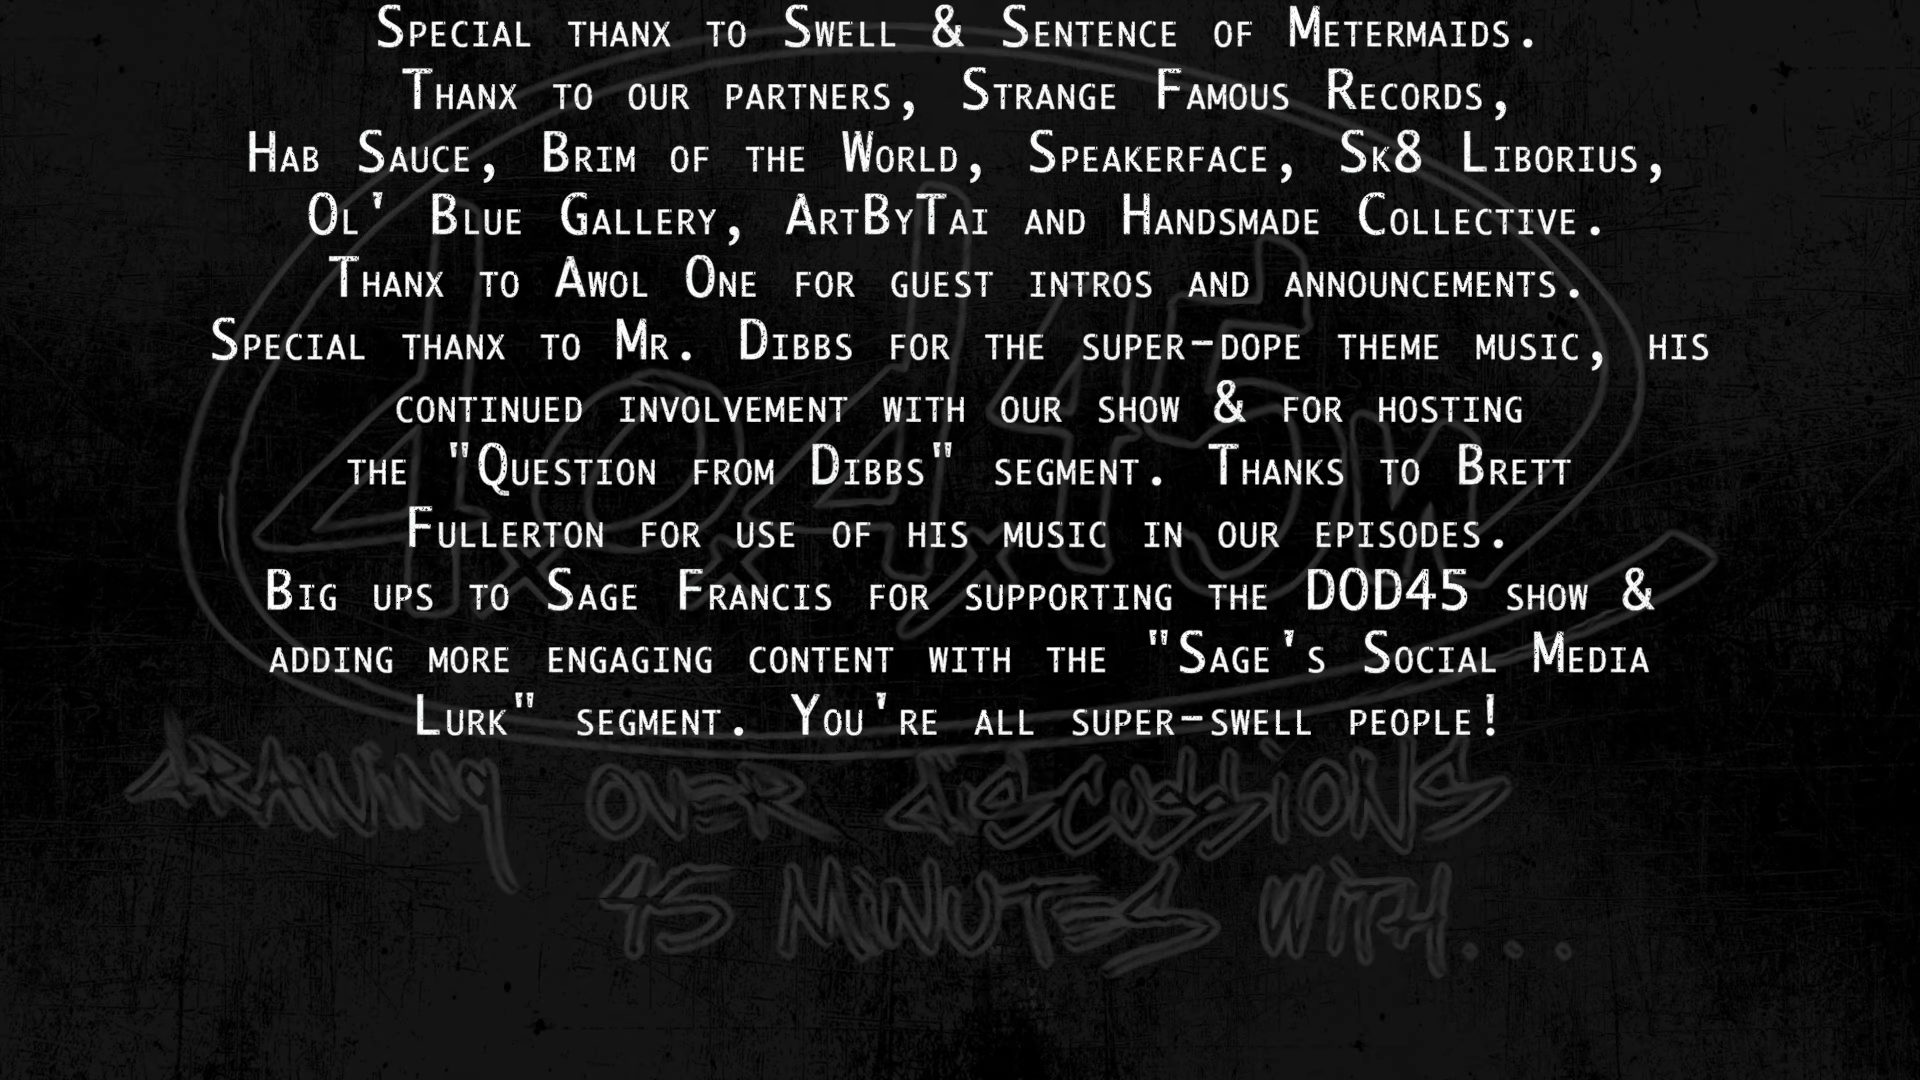 Special thanx to Swell & Sentence of Metermaids.
Thanx to our partners, Strange Famous Records,
Hab Sauce, Brim of the World, Speakerface, Sk8 Liborius,
Ol' Blue Gallery, ArtByTai and Handsmade Collective.
Thanx to Awol One for guest intros and announcements.
Special thanx to Mr. Dibbs for the super-dope theme music, his
continued involvement with our show & for hosting
the "Question from Dibbs" segment. Thanks to Brett
Fullerton for use of his music in our episodes.
Big ups to Sage Francis for supporting the DOD45 show &
adding more engaging content with the "Sage's Social Media
Lurk" segment. You're all super-swell people!
DRAWING OVER DISCUSSIONS
45 MINUTES WITH...